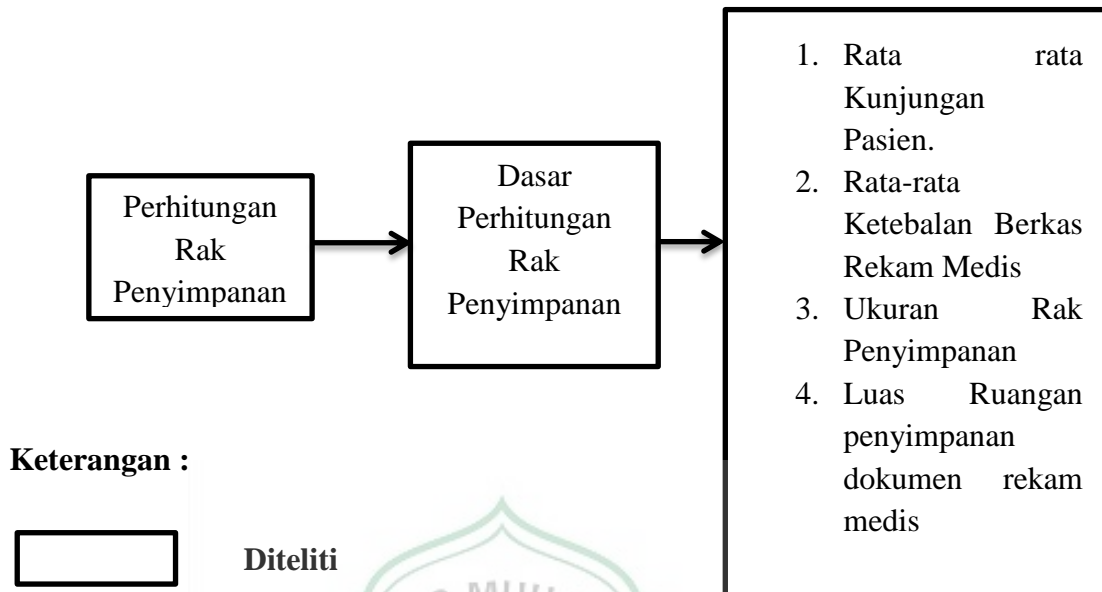 Perhitungan
Rak
Penyimpanan
Dasar
Perhitungan
Rak
Penyimpanan
1. Rata rata
Kunjungan
Pasien.
2. Rata-rata
Ketebalan Berkas
Rekam Medis
3. Ukuran Rak
Penyimpanan
4. Luas Ruangan
penyimpanan
dokumen rekam
medis
Keterangan :
Diteliti